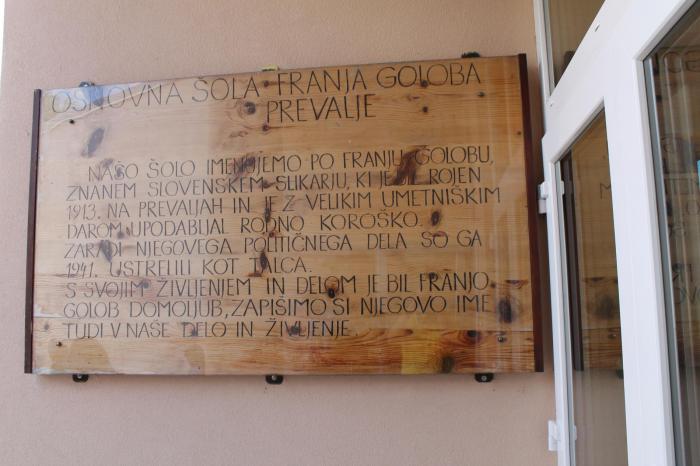 OSNOVNA ŠOLA FRANJA GOLOBA
PREVALJE
NAŠO ŠOLO IMENUJEMO PO FRANJU GOLOBU,
ZNANEM SLOVENSKEM SLIKARJU, KI JE BIL ROJEN
1913. NA PREVALJAH IN JE Z VELIKIM UMETNIŠKIM
DAROM UPODABLJAL RODNO KOROŠKO.
ZARADI NJEGOVEGA POLITIČNEGA DELA SO GA
1941. USTRELILI KOT TALCA.
S SVOJIM ŽIVLJENJEM IN DELOM JE BIL FRANJO
GOLOB DOMOLJUB, ZAPIŠIMO SI NJEGOVO IME
TUDI V NAŠE DELO IN ŽIVLJENJE